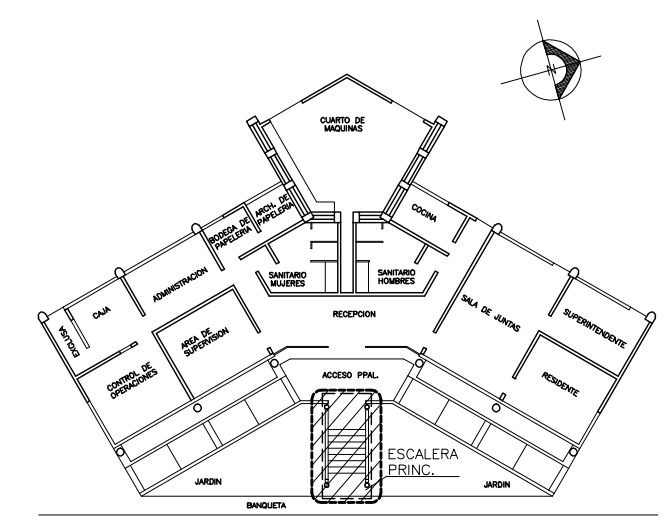 N
CUARTO DE
MAQUINAS
ARCH. DE
PAPELERIA
BODEGA DE
PAPELERIA
COCINA
ADMINISTRACION
SANITARIO
MUJERES
SANITARIO
HOMBRES
CAJA
EXCLUSA
RECEPCION
SALA DE JUNTAS
SUPERINTENDENTE
AREA DE
SUPERVISION
CONTROL DE
OPERACIONES
ACCESO PPAL.
RESIDENTE
ESCALERA
PRINC.
JARDIN
JARDIN
BANQUETA